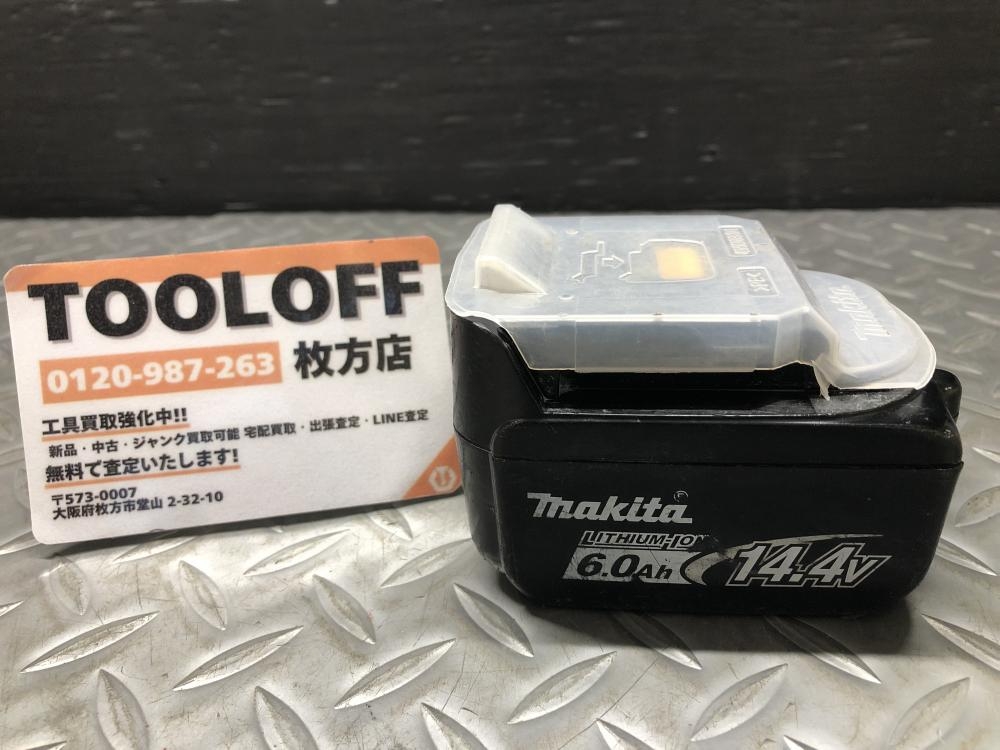 TOOLOFF
0120-987-263 枚方店
工具買取強化中!!
新品・中古・ジャンク買取可能 宅配買取・出張査定・LINE査定
無料で査定いたします!
〒573-0007
大阪府枚方市堂山 2-32-10
makita
makita
LITHIUM-ION
6.0Ah 14.4V